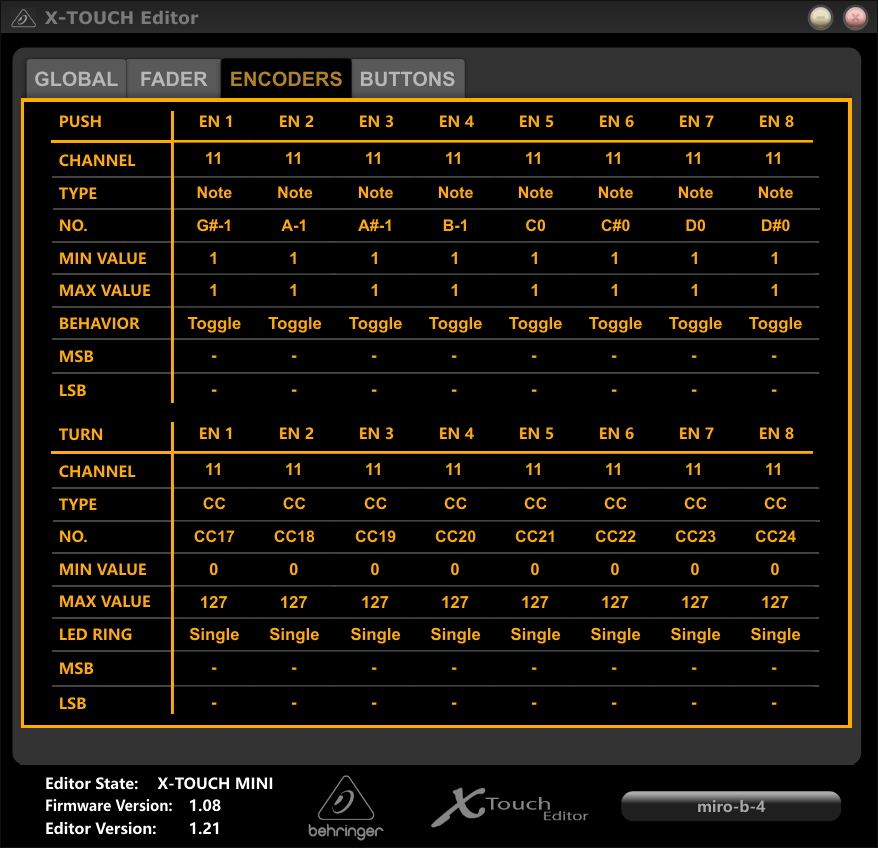 X-TOUCH Editor
GLOBAL FADER ENCODERS BUTTONS
PUSH EN 1 EN 2 EN 3 EN 4 EN 5 EN 6 EN 7 EN 8
CHANNEL 11 11 11 11 11 11 11 11
TYPE Note Note Note Note Note Note Note Note
NO. G#-1 A-1 A#-1 B-1 C0 C#0 D0 D#0
MIN VALUE 1 1 1 1 1 1 1 1
MAX VALUE 1 1 1 1 1 1 1 1
BEHAVIOR Toggle Toggle Toggle Toggle Toggle Toggle Toggle Toggle
MSB - - - - - - - -
LSB - - - - - - - -
TURN EN 1 EN 2 EN 3 EN 4 EN 5 EN 6 EN 7 EN 8
CHANNEL 11 11 11 11 11 11 11 11
TYPE CC CC CC CC CC CC CC CC
NO. CC17 CC18 CC19 CC20 CC21 CC22 CC23 CC24
MIN VALUE 0 0 0 0 0 0 0 0
MAX VALUE 127 127 127 127 127 127 127 127
LED RING Single Single Single Single Single Single Single Single
MSB - - - - - - - -
LSB - - - - - - - -
Editor State: X-TOUCH MINI
Firmware Version: 1.08
Editor Version: 1.21
behringer
X Touch Editor
miro-b-4